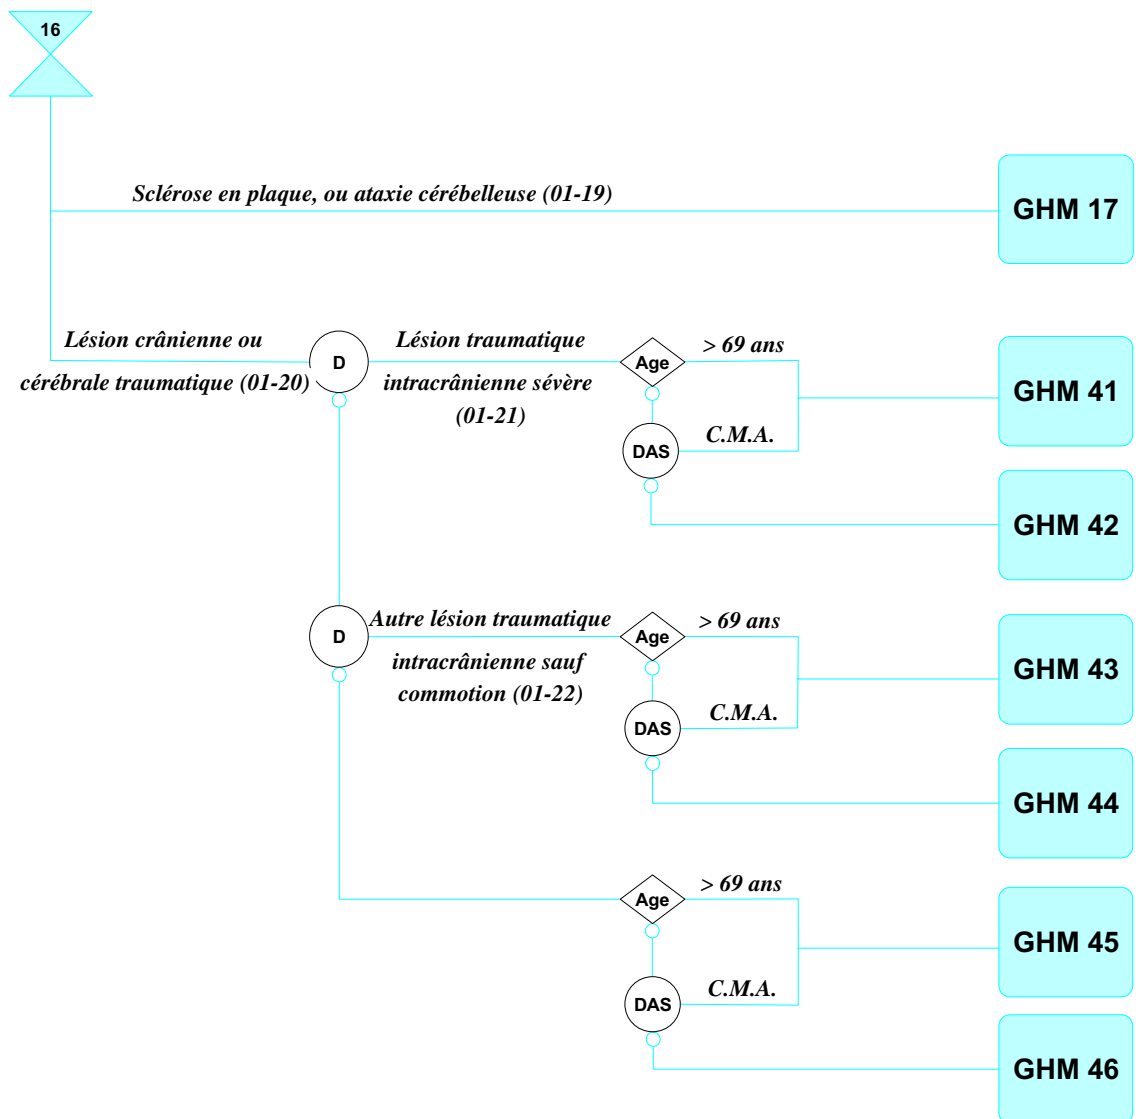 16
Sclérose en plaque, ou ataxie cérébelleuse (01-19)
GHM 17
Lésion crânienne ou
cérébrale traumatique (01-20)
D
Lésion traumatique
intracrânienne sévère
(01-21)
Age
> 69 ans
DAS
C.M.A.
GHM 41
GHM 42
D
Autre lésion traumatique
intracrânienne sauf
commotion (01-22)
Age
> 69 ans
DAS
C.M.A.
GHM 43
GHM 44
Age
> 69 ans
DAS
C.M.A.
GHM 45
GHM 46